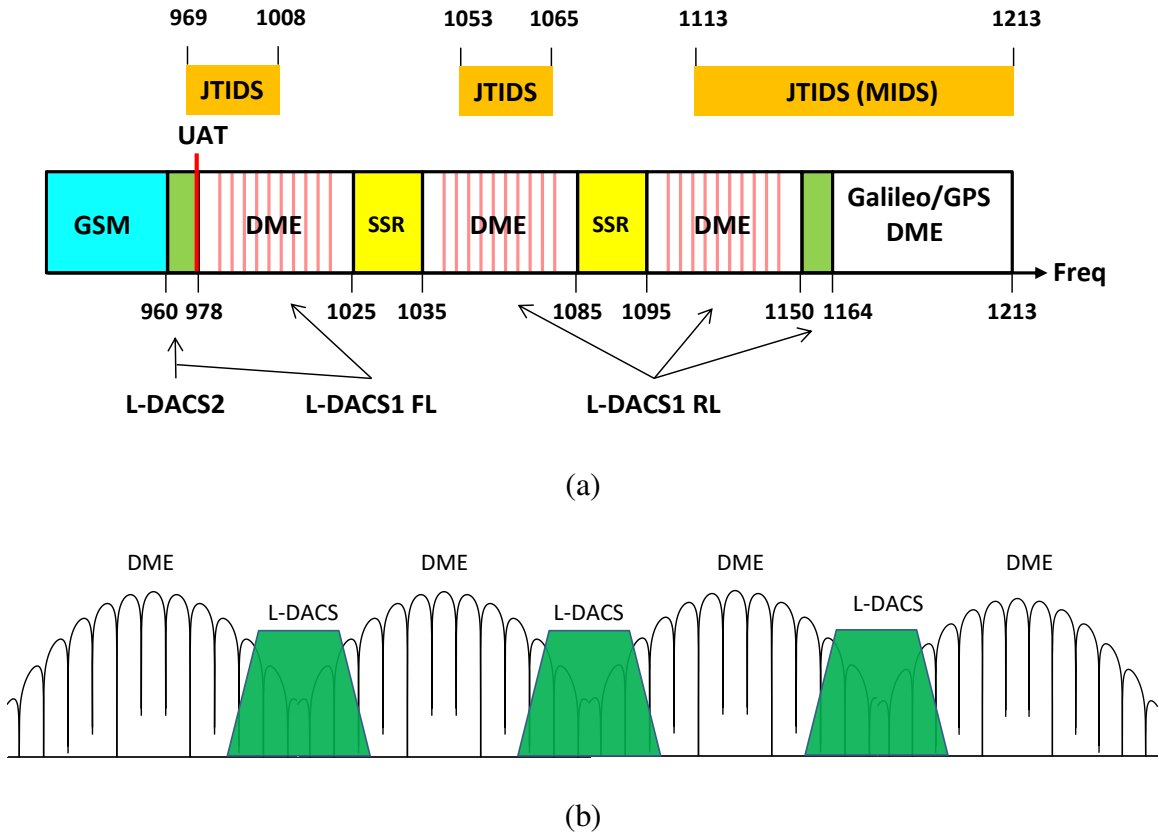 969 1008 1053 1065 1113 1213
JTIDS JTIDS JTIDS (MIDS)
UAT
GSM DME SSR DME SSR DME Galileo/GPS
DME
Freq
960 978 1025 1035 1085 1095 1150 1164 1213
L-DACS2 L-DACS1 FL L-DACS1 RL
(a)
DME DME DME DME
L-DACS L-DACS L-DACS
(b)